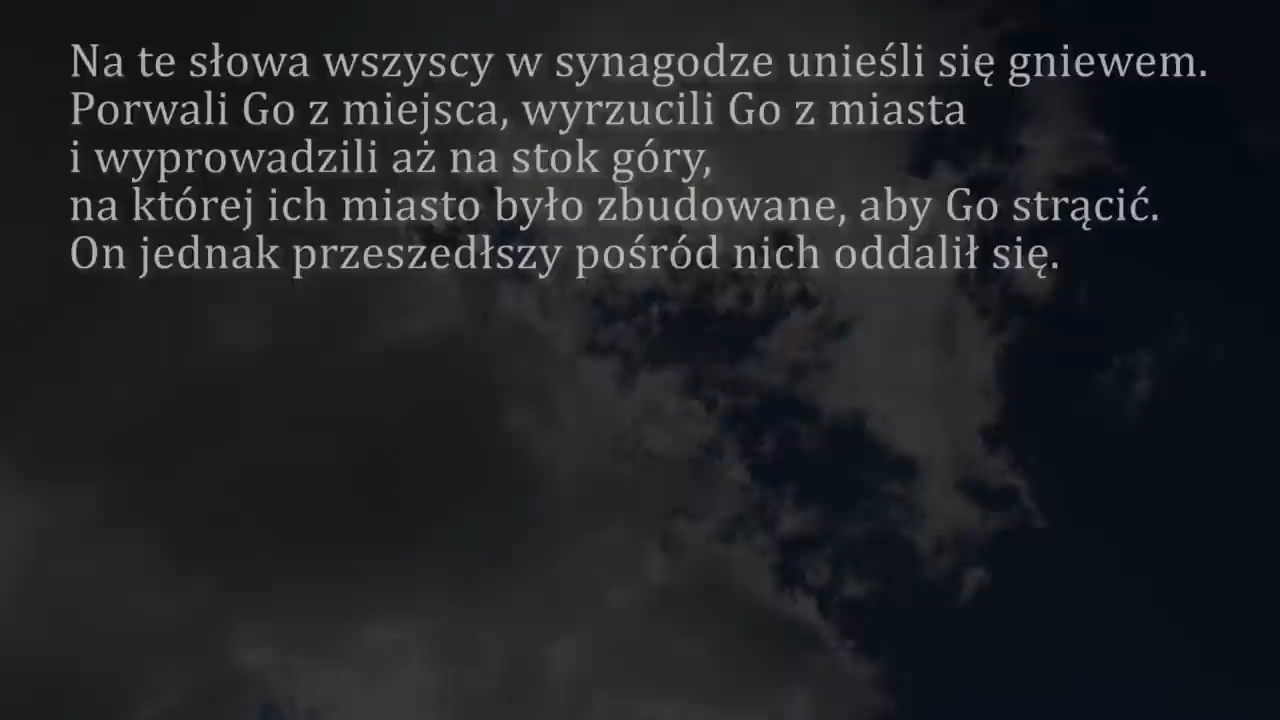 Na te słowa wszyscy w synagodze unieśli się gniewem.
Porwali Go z miejsca, wyrzucili Go z miasta
i wyprowadzili aż na stok góry,
na której ich miasto było zbudowane, aby Go strącić.
On jednak przeszedłszy pośród nich oddalił się.